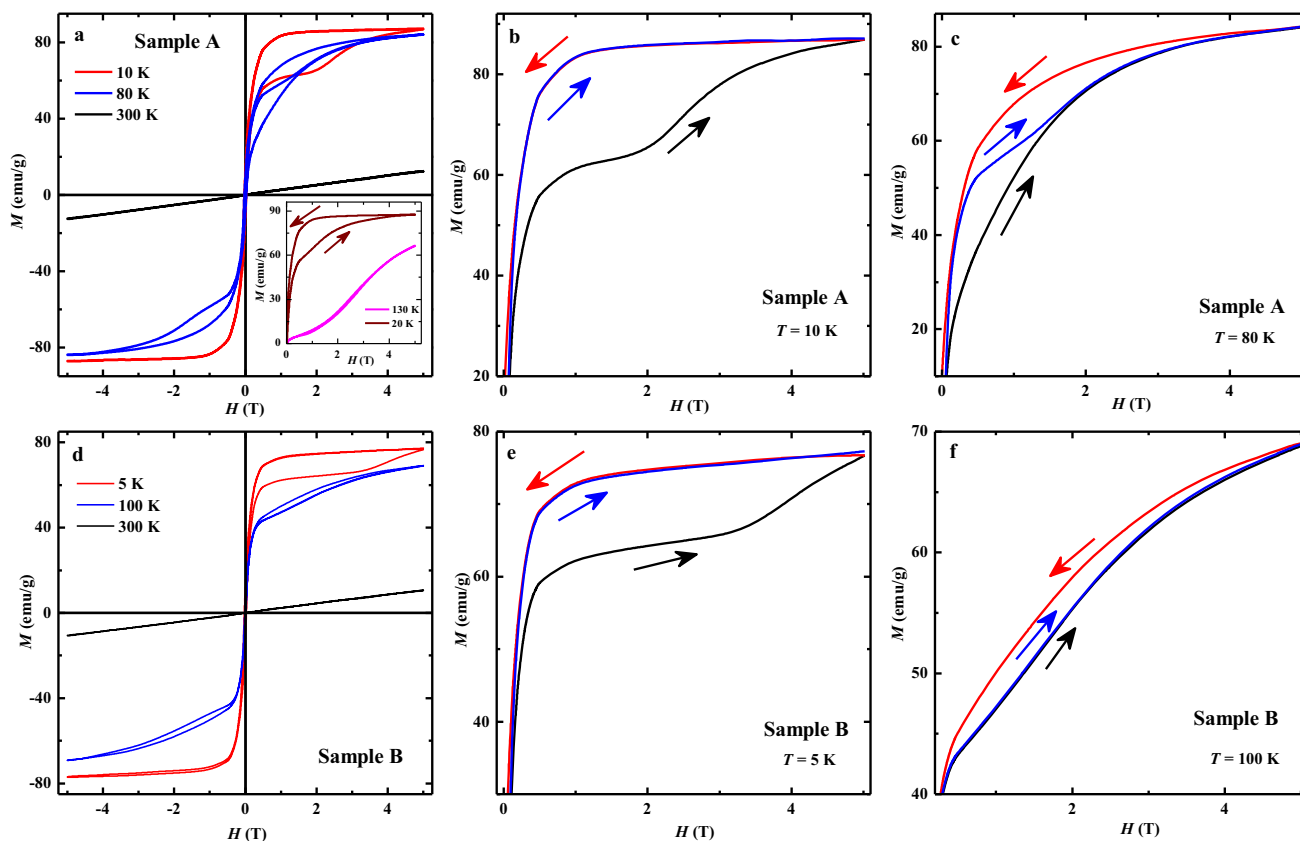 a
Sample A
10 K
80 K
300 K
M (emu/g)
80
40
0
-40
-80
-4
-2
0
2
4
H (T)
M (emu/g)
90
60
30
0
0
2
4
H (T)
130 K
20 K
b
M (emu/g)
80
60
40
20
0
2
4
H (T)
Sample A
T = 10 K
c
M (emu/g)
80
60
40
20
0
2
4
H (T)
Sample A
T = 80 K
d
5 K
100 K
300 K
M (emu/g)
80
40
0
-40
-80
-4
-2
0
2
4
H (T)
Sample B
e
M (emu/g)
80
60
40
0
2
4
H (T)
Sample B
T = 5 K
f
M (emu/g)
70
60
50
40
2
4
H (T)
Sample B
T = 100 K